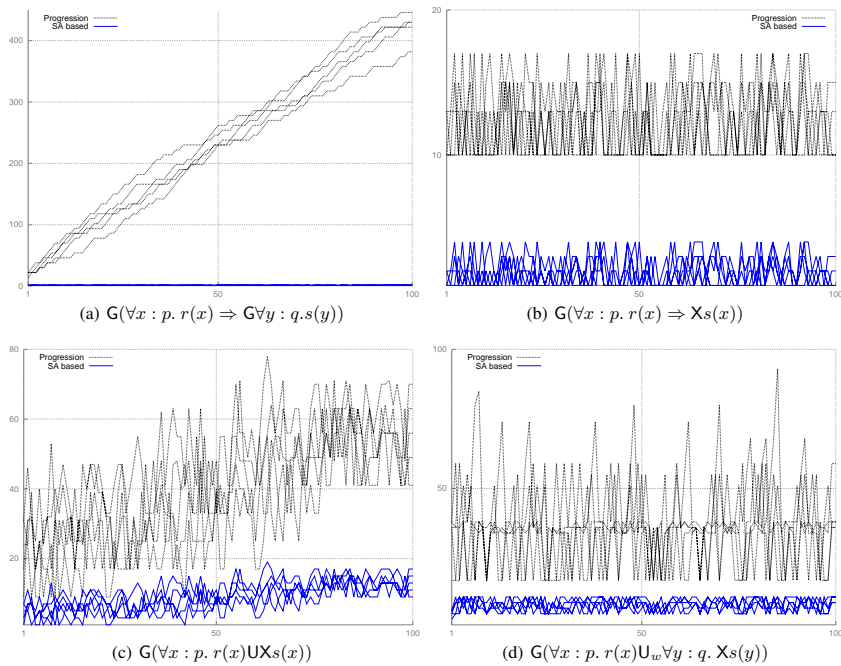 Progression
SA based
400
300
200
100
0
1 50 100
(a) G(∀x : p. r(x) ⇒ G∀y : q.s(y))
Progression
SA based
20
10
0
1 50 100
(b) G(∀x : p. r(x) ⇒ Xs(x))
80
Progression
SA based
60
40
20
1 50 100
(c) G(∀x : p. r(x)UXs(x))
100
Progression
SA based
50
1 50 100
(d) G(∀x : p. r(x)U_w∀y : q. Xs(y))